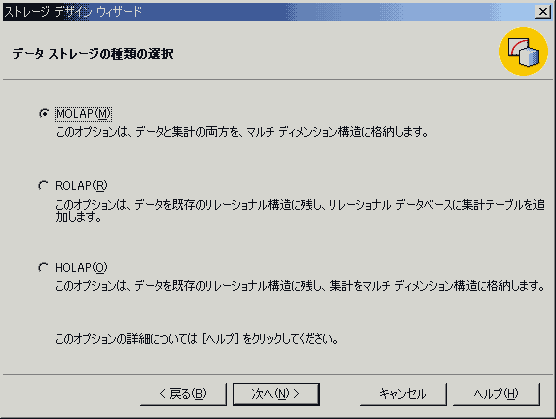 ストレージ デザイン ウィザード
データ ストレージの種類の選択
MOLAP(M)
このオプションは、データと集計の両方を、マルチ ディメンション構造に格納します。
ROLAP(R)
このオプションは、データを既存のリレーショナル構造に残し、リレーショナル データベースに集計テーブルを追
加します。
HOLAP(O)
このオプションは、データを既存のリレーショナル構造に残し、集計をマルチ ディメンション構造に格納します。
このオプションの詳細については [ヘルプ] をクリックしてください。
< 戻る(B) 次へ(N) > キャンセル ヘルプ(H)